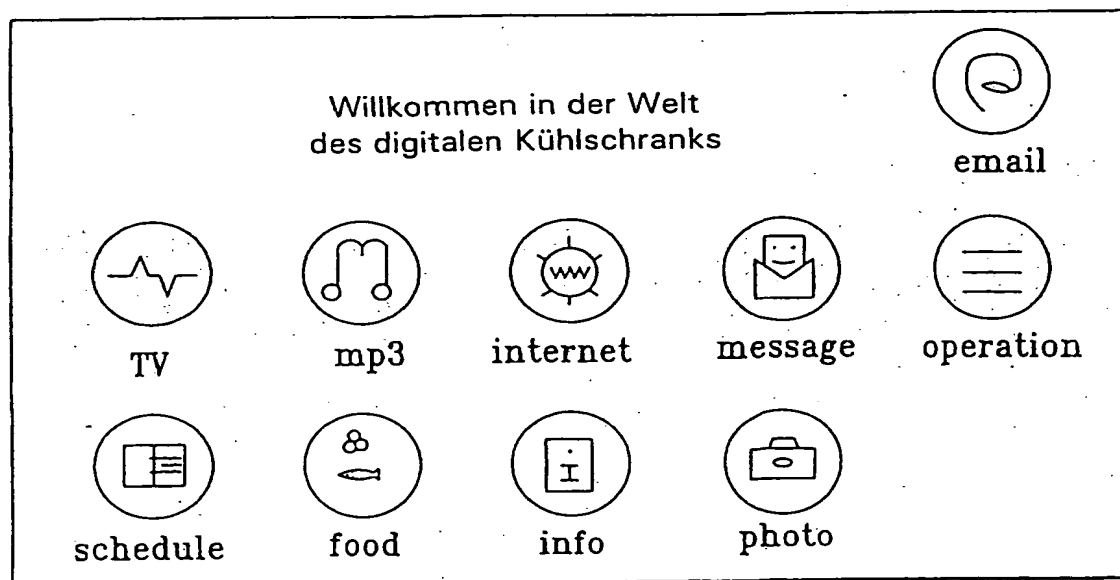 Willkommen in der Welt
des digitalen Kühlschranks
email
TV
mp3
internet
message
operation
schedule
food
info
photo